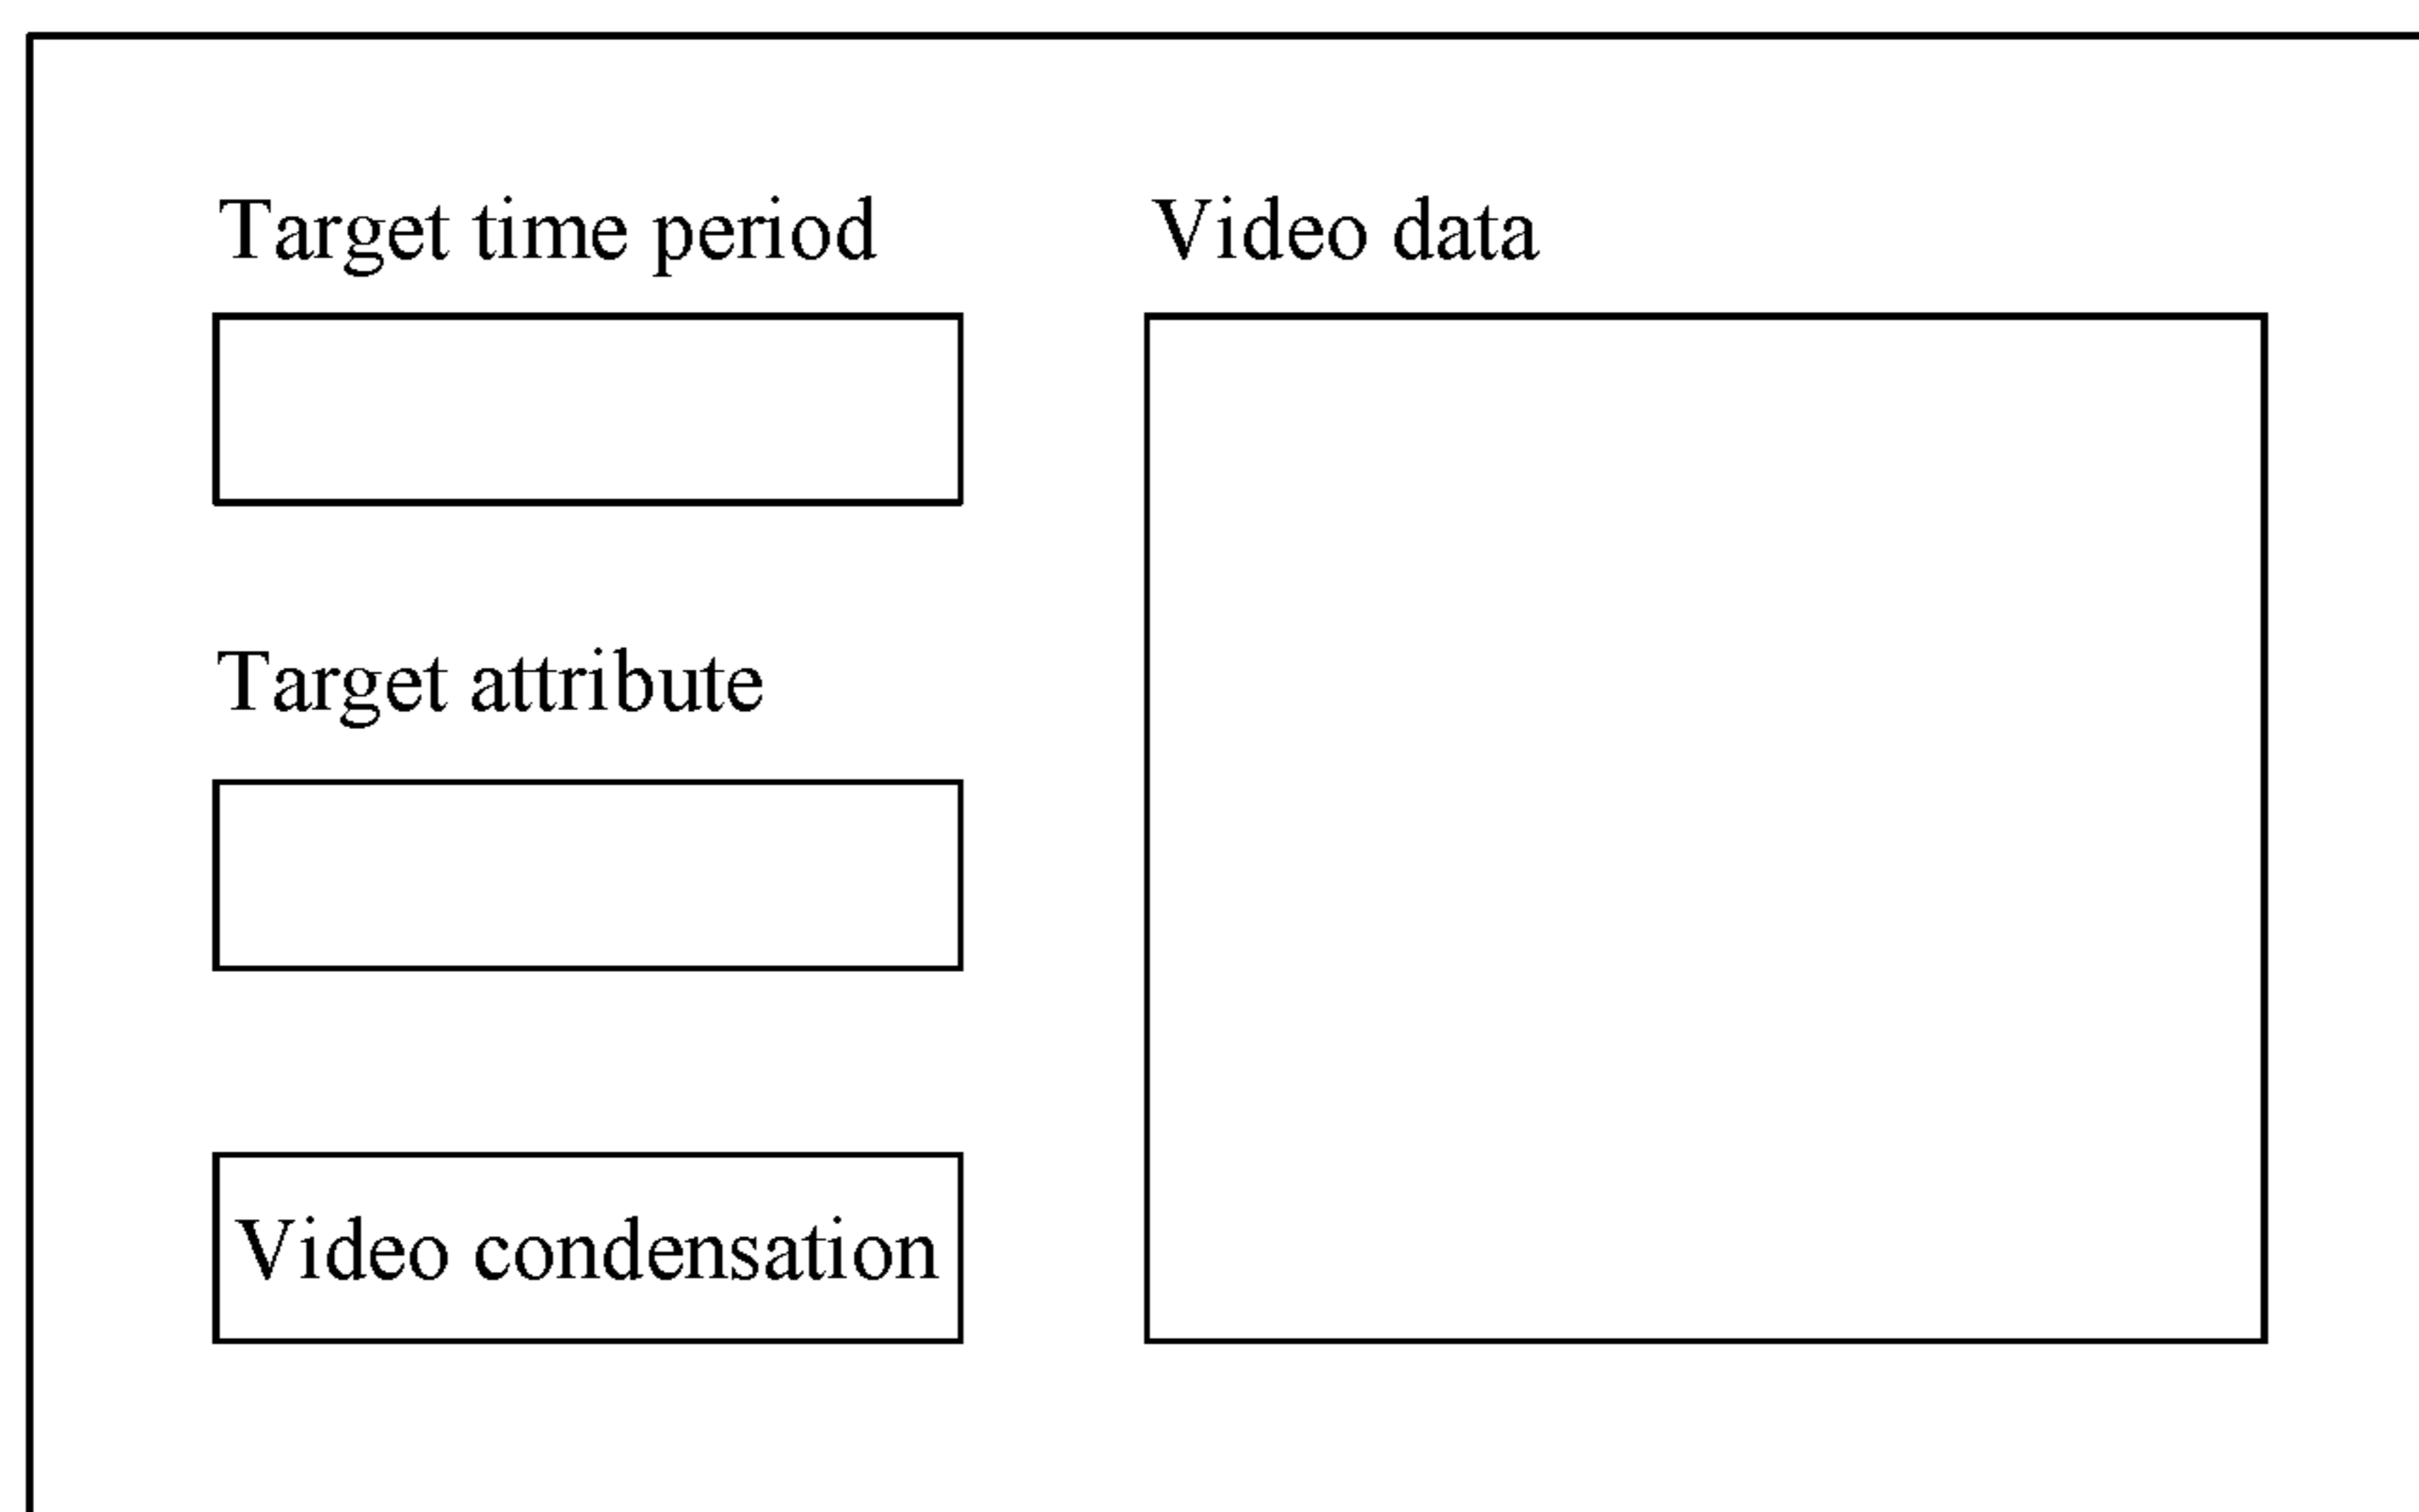 Target time period
Video data
Target attribute
Video condensation